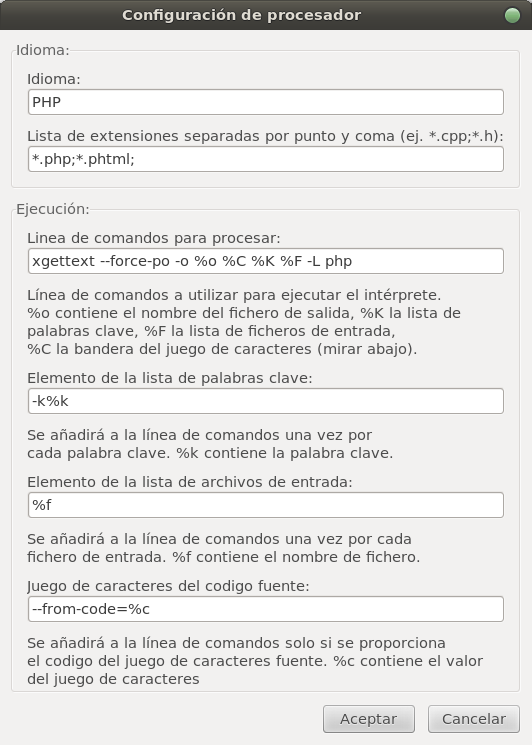 Configuración de procesador
Idioma:
Idioma:
PHP
Lista de extensiones separadas por punto y coma (ej. *.cpp;*.h):
*.php;*.phtml;
Ejecución:
Linea de comandos para procesar:
xgettext --force-po -o %o %C %K %F -L php
Línea de comandos a utilizar para ejecutar el intérprete.
%o contiene el nombre del fichero de salida, %K la lista de
palabras clave, %F la lista de ficheros de entrada,
%C la bandera del juego de caracteres (mirar abajo).
Elemento de la lista de palabras clave:
-k%k
Se añadirá a la línea de comandos una vez por
cada palabra clave. %k contiene la palabra clave.
Elemento de la lista de archivos de entrada:
%f
Se añadirá a la línea de comandos una vez por cada
fichero de entrada. %f contiene el nombre de fichero.
Juego de caracteres del codigo fuente:
--from-code=%c
Se añadirá a la línea de comandos solo si se proporciona
el codigo del juego de caracteres fuente. %c contiene el valor
del juego de caracteres
Aceptar
Cancelar